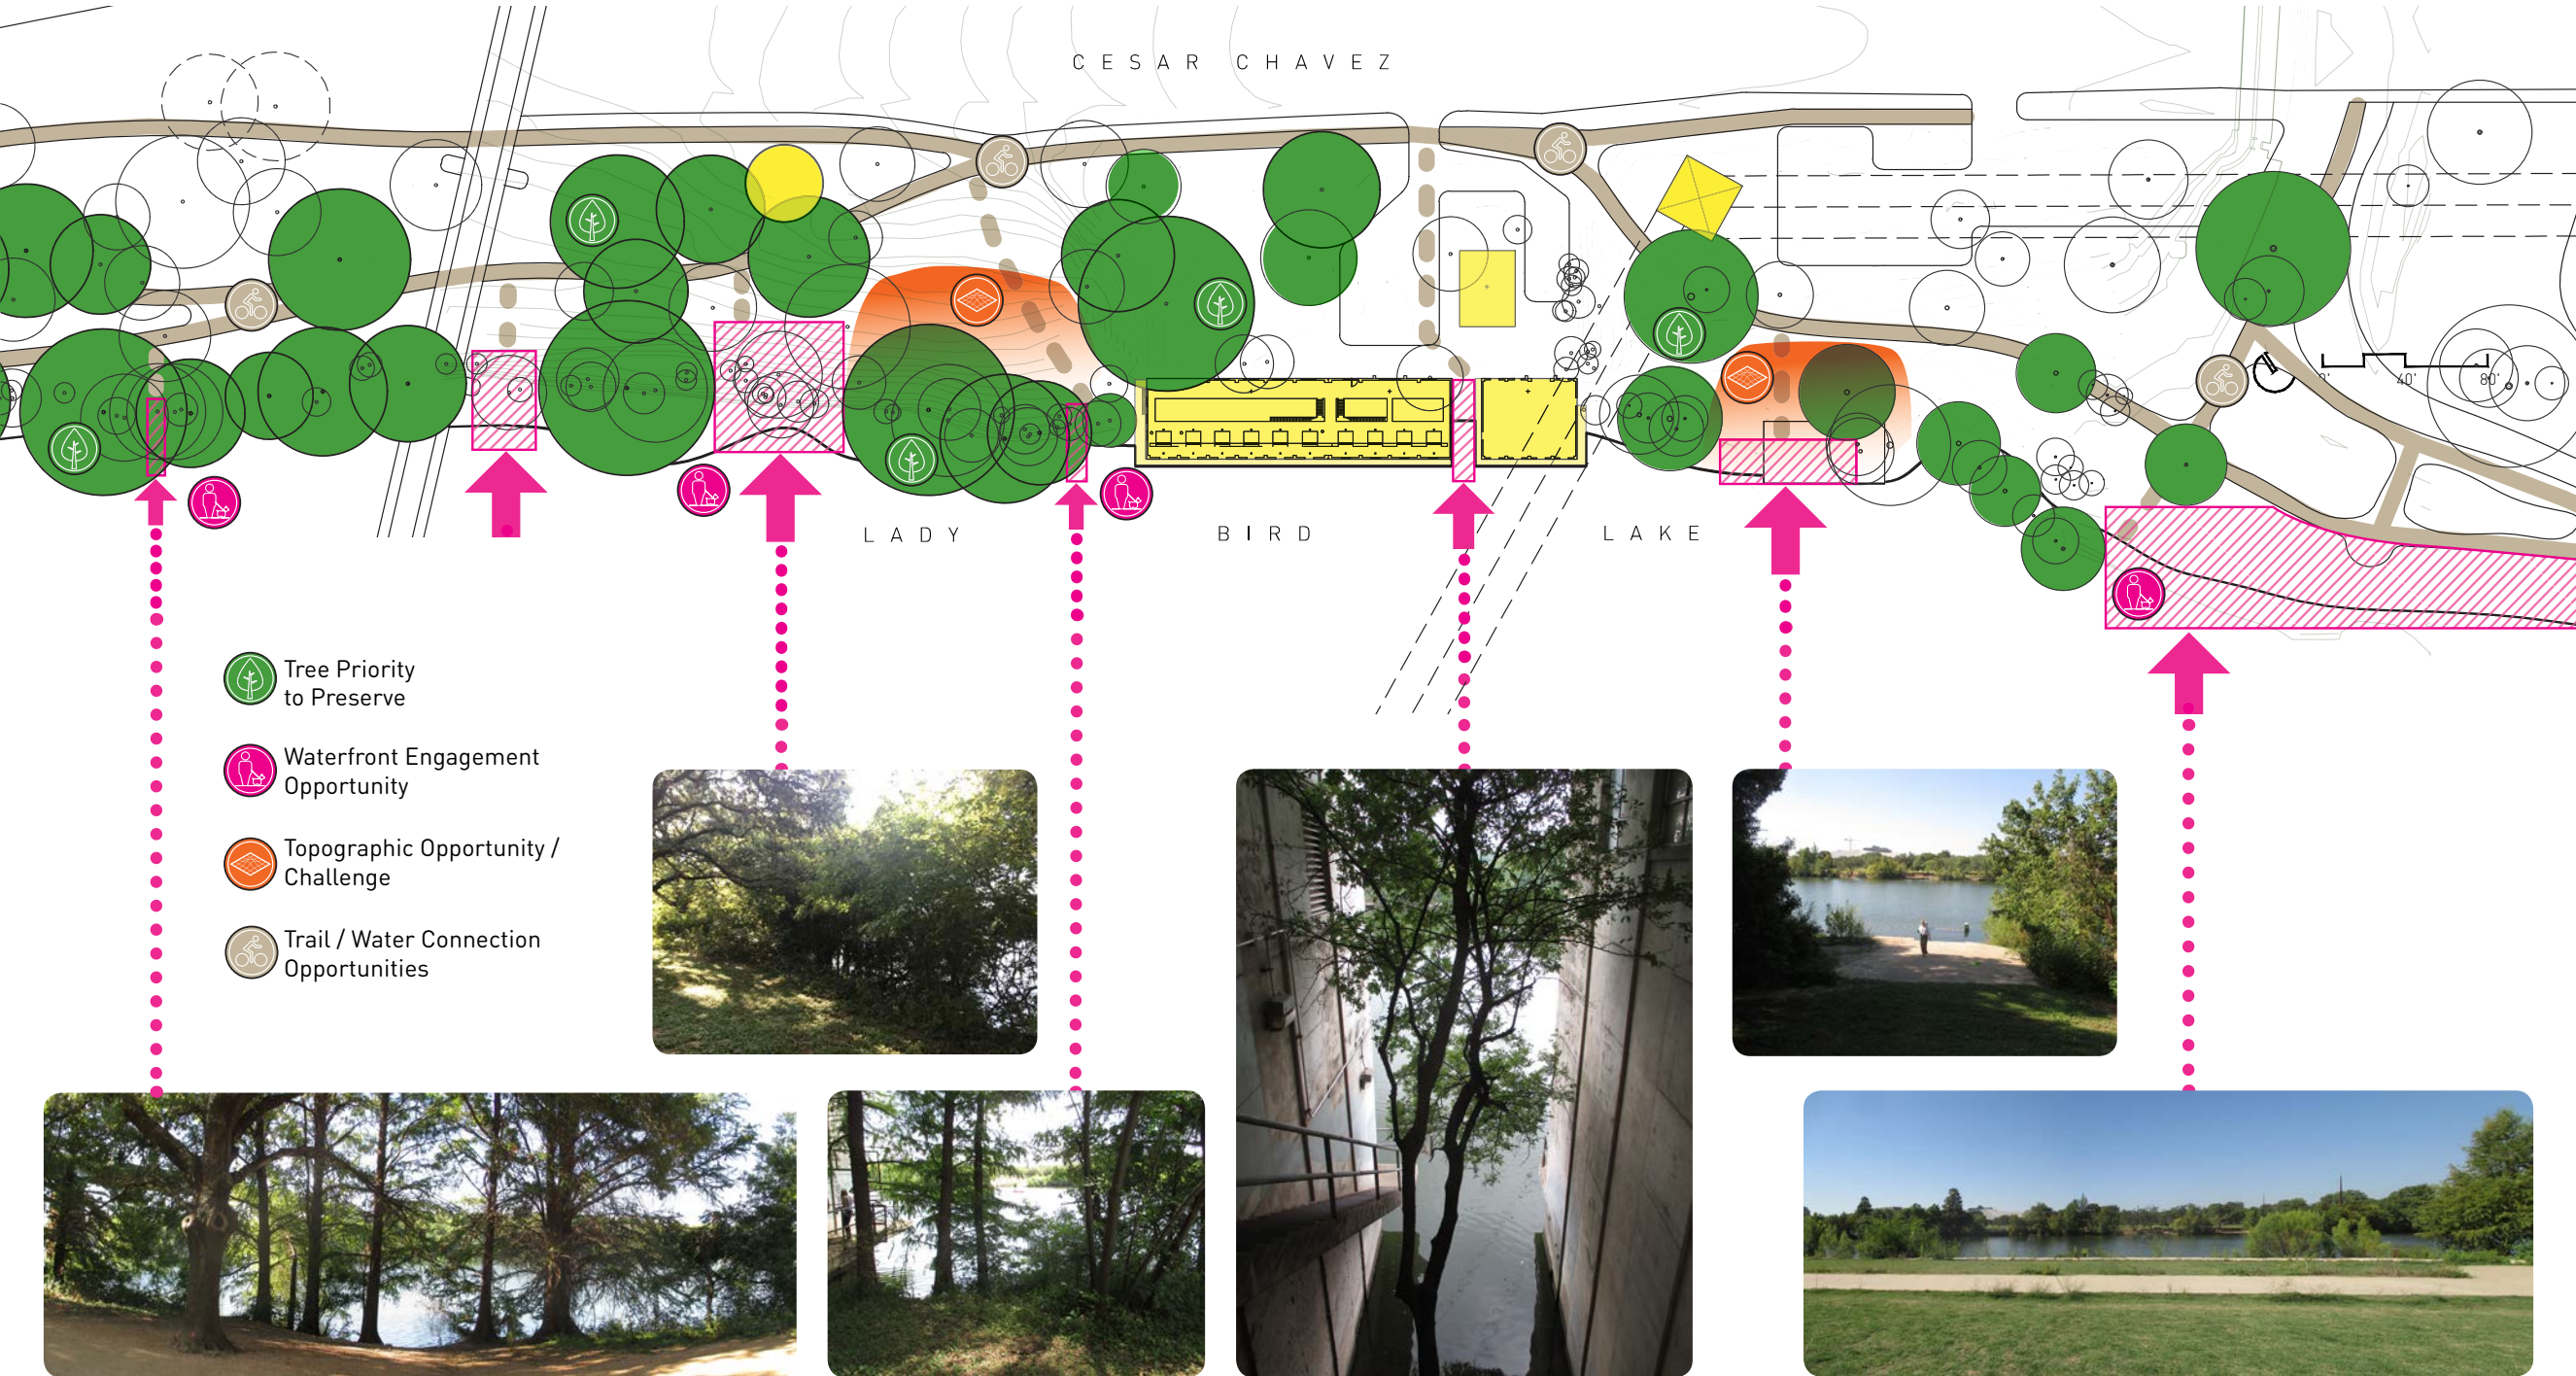 CESAR CHAVEZ
0' 40' 80'
LADY BIRD LAKE
Tree Priority
to Preserve
Waterfront Engagement
Opportunity
Topographic Opportunity /
Challenge
Trail / Water Connection
Opportunities